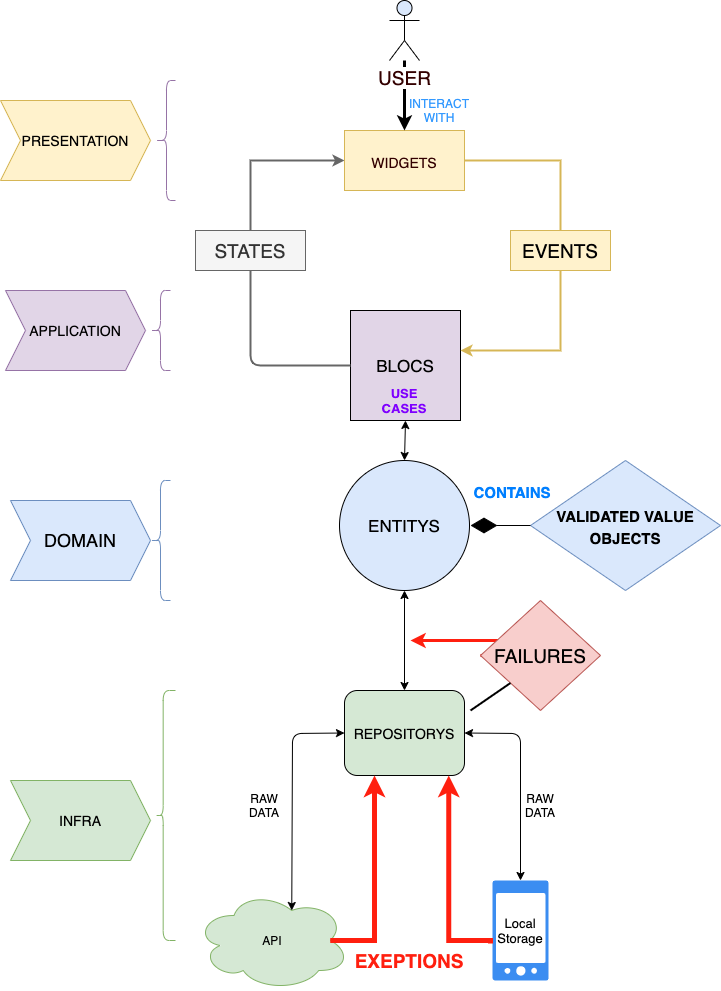 USER
INTERACT
WITH
PRESENTATION
WIDGETS
STATES
EVENTS
APPLICATION
BLOCS
USE
CASES
CONTAINS
DOMAIN
ENTITYS
VALIDATED VALUE
OBJECTS
FAILURES
REPOSITORYS
RAW
DATA
RAW
DATA
INFRA
API
Local
Storage
EXEPTIONS